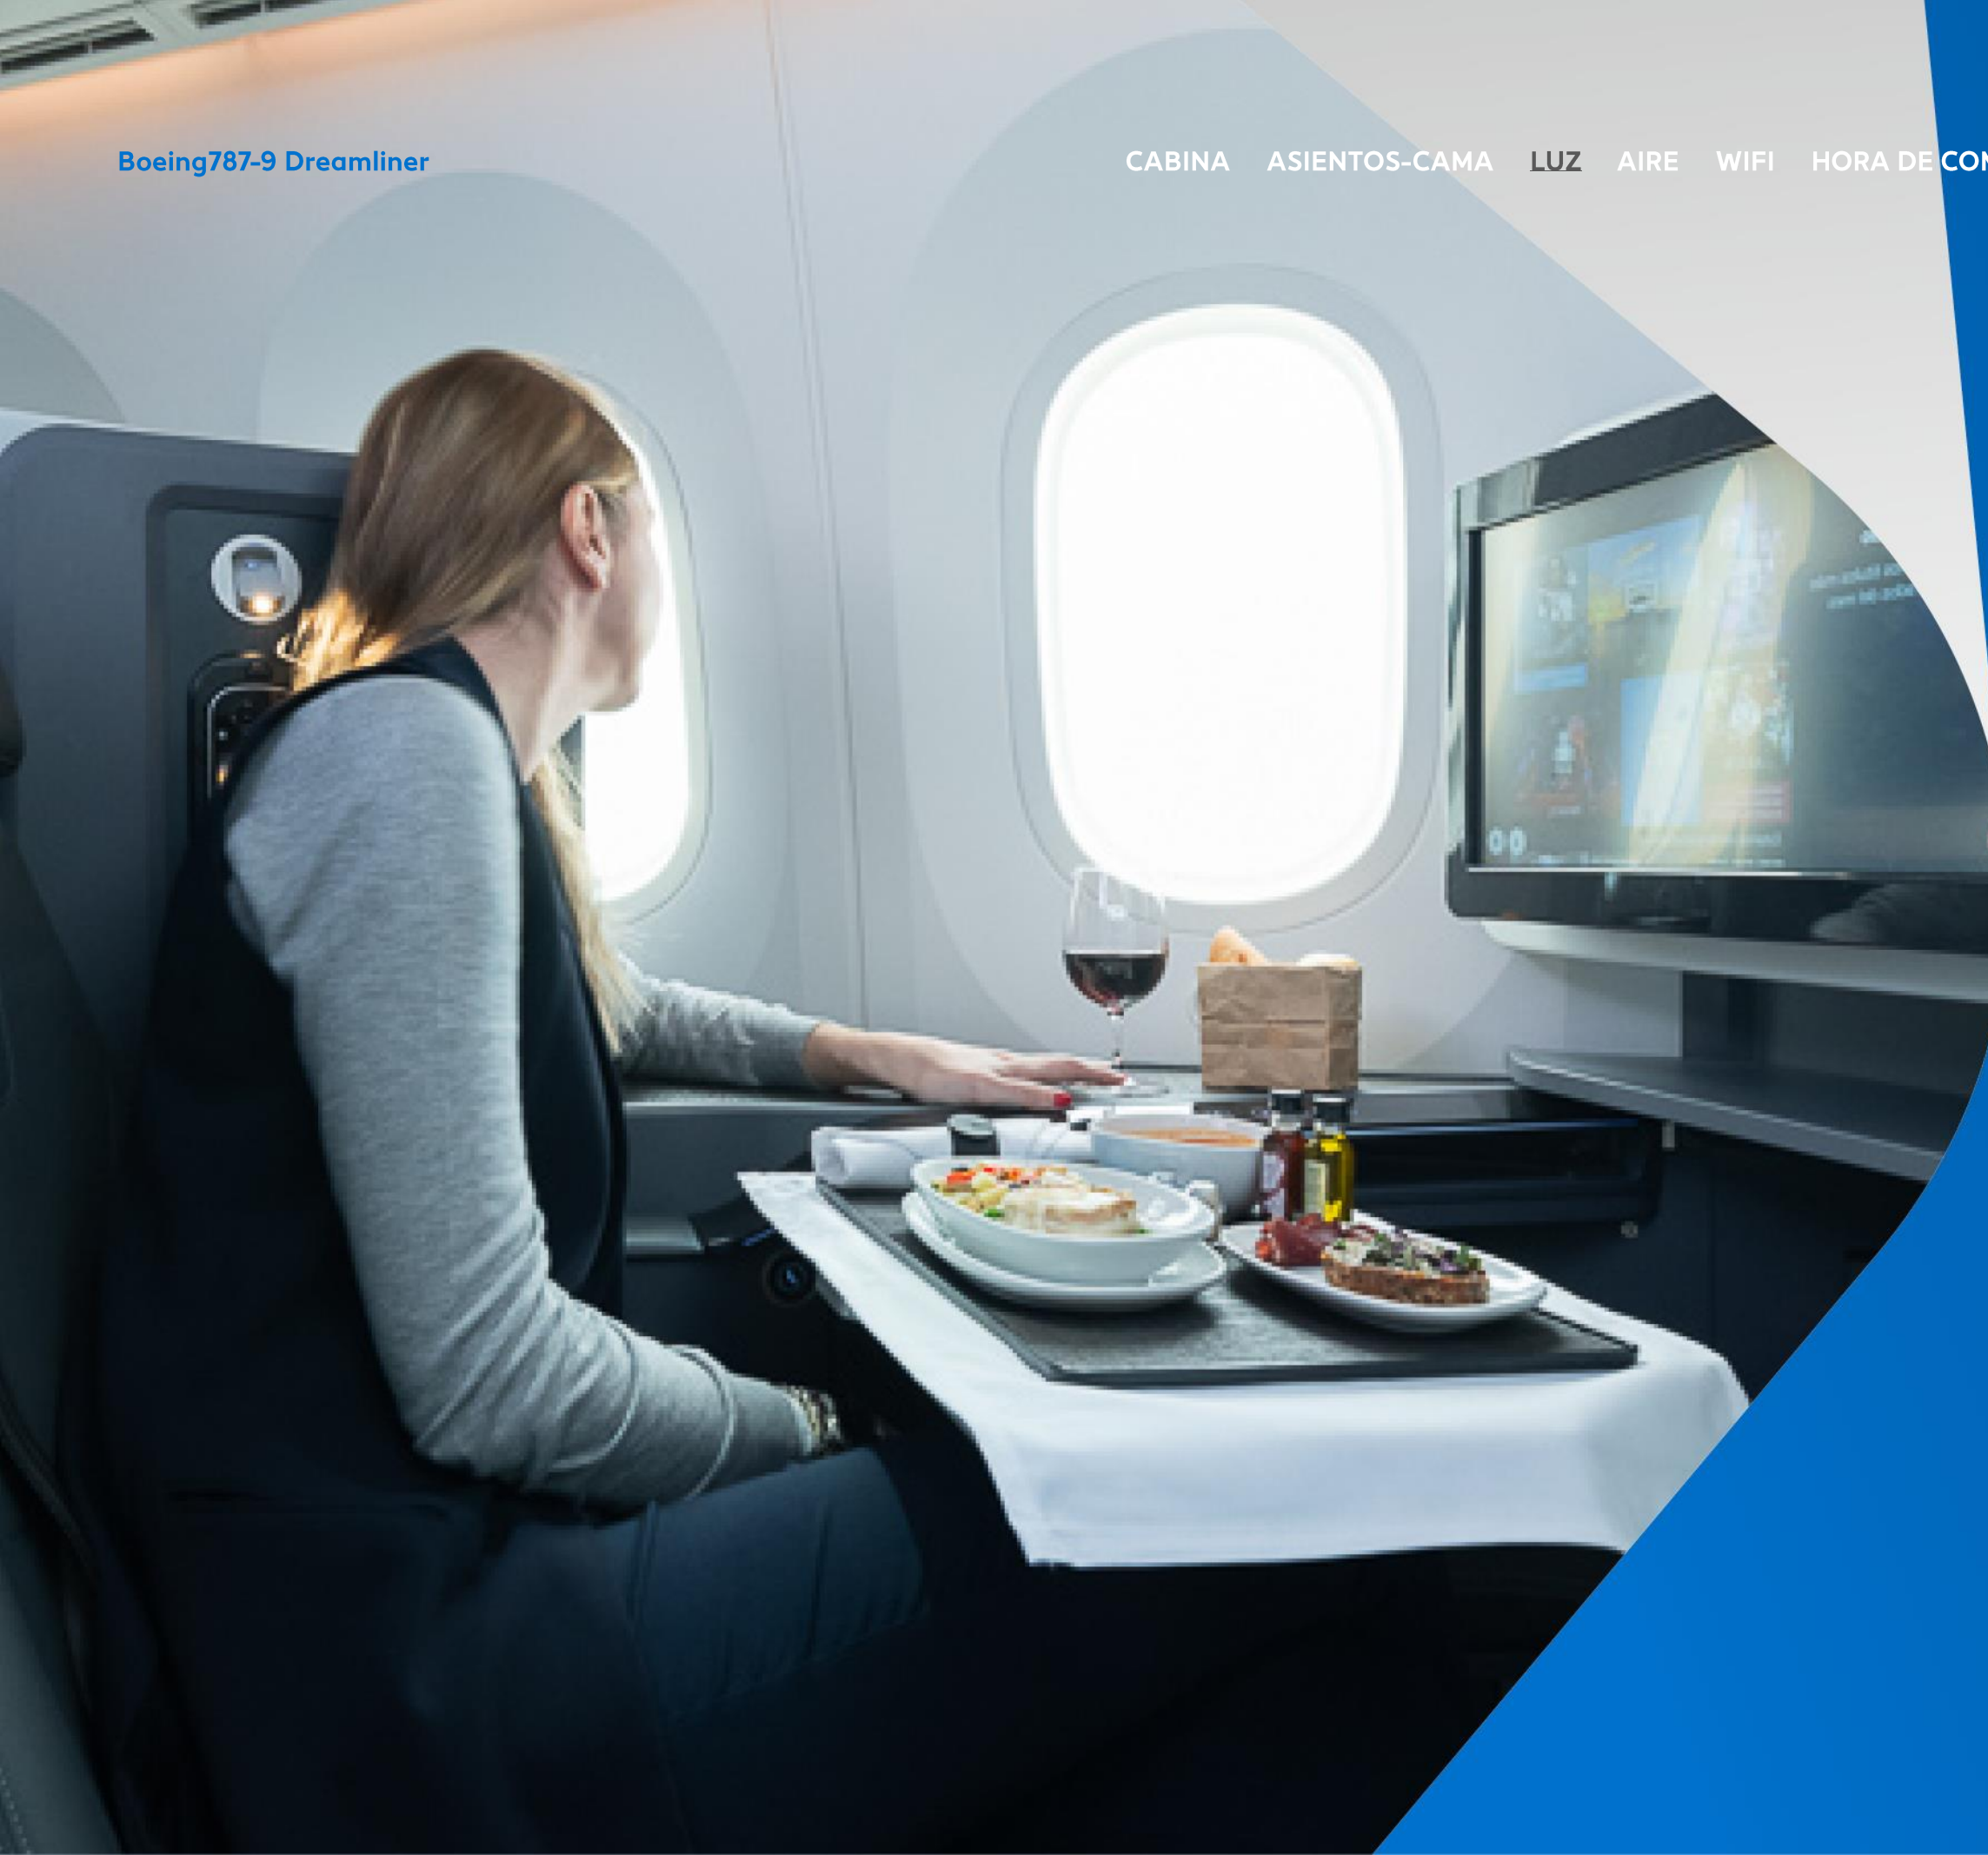 Boeing787-9 Dreamliner
CABINA ASIENTOS-CAMA LUZ AIRE WIFI HORA DE